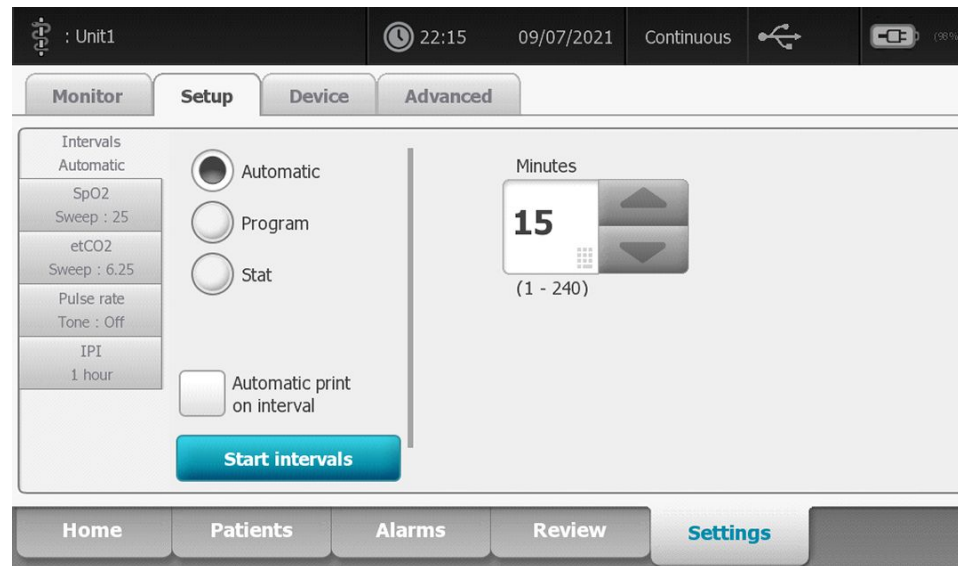 : Unit1
22:15
09/07/2021
Continuous
(98%
Monitor
Setup
Device
Advanced
Intervals
Automatic
SpO2
Sweep : 25
etCO2
Sweep : 6.25
Pulse rate
Tone : Off
IPI
1 hour
Automatic
Program
Stat
Automatic print
on interval
Start intervals
Minutes
15
(1 - 240)
Home
Patients
Alarms
Review
Settings